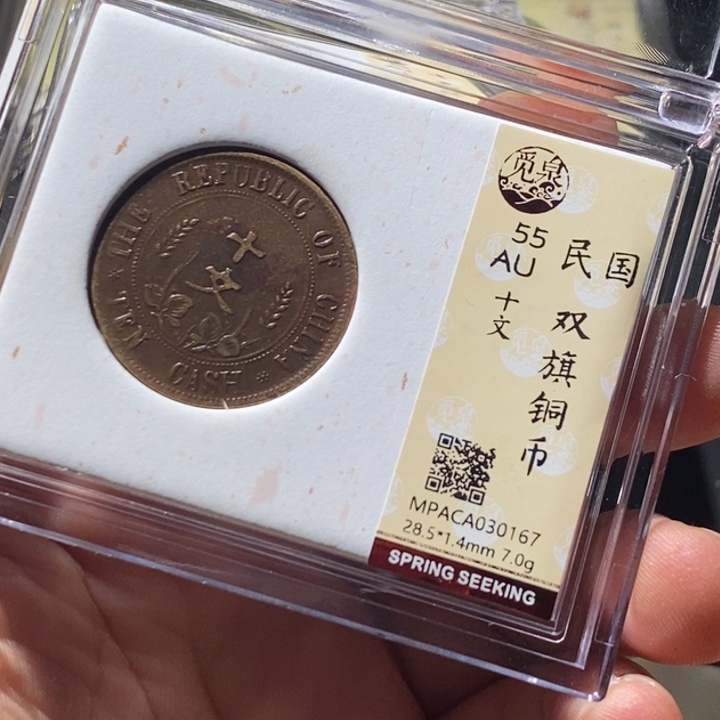 THE REPUBLIC OF CHINA
TEN CASH
十
文
觅泉
55
AU
十
文
民国
双
旗
铜
币
MPACA030167
28.5*1.4mm 7.0g
SPRING SEEKING